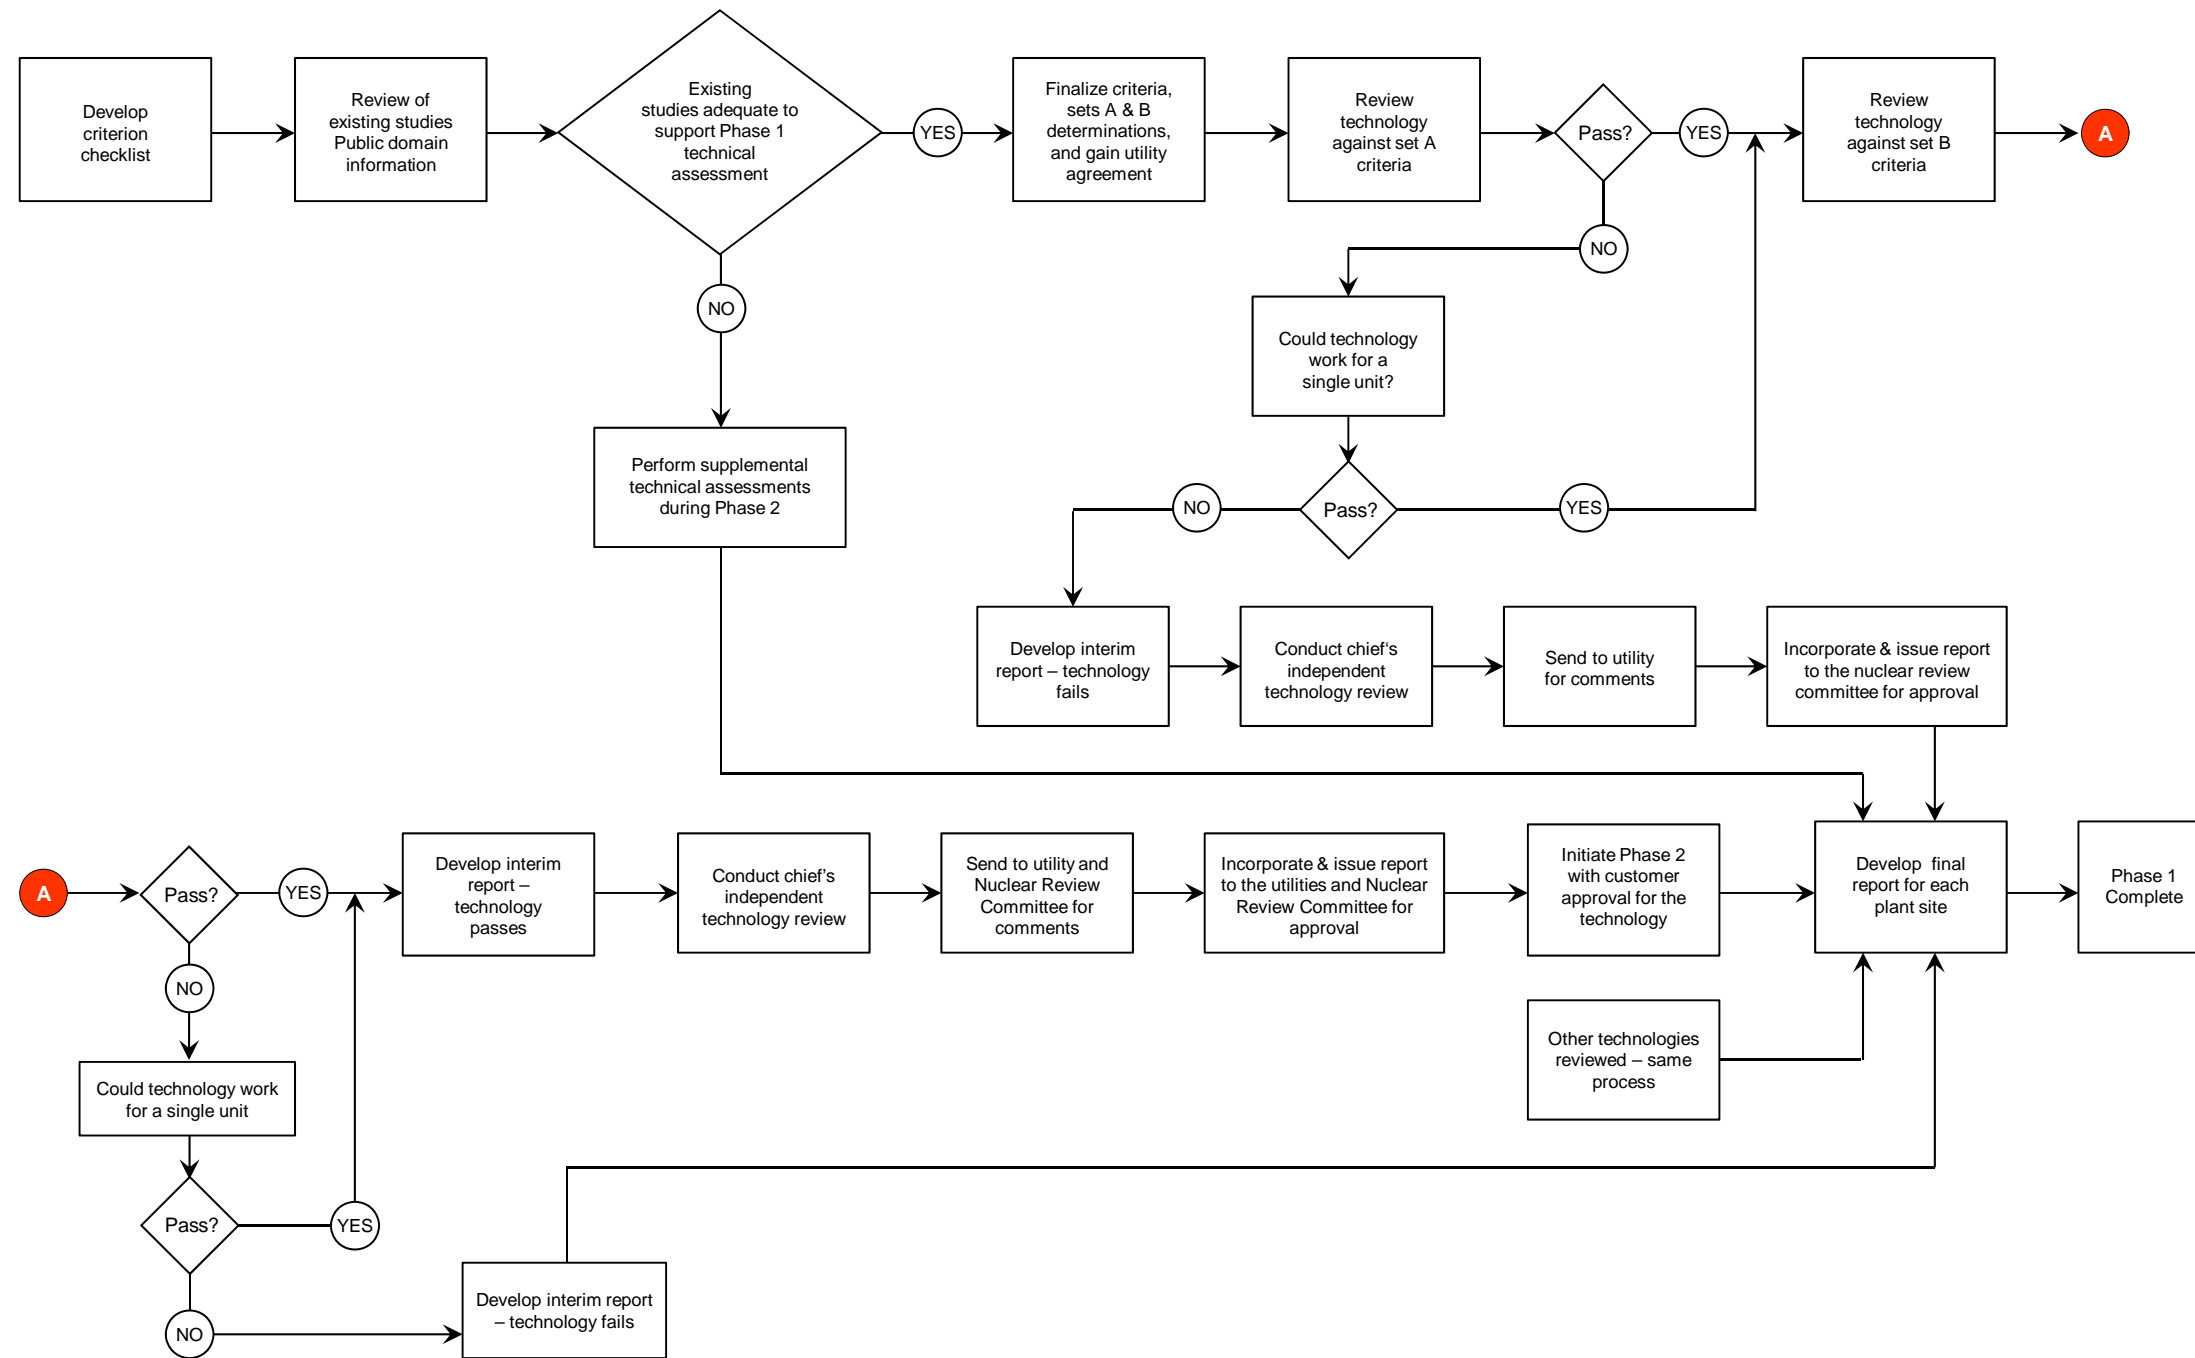 Develop
criterion
checklist
Review of
existing studies
Public domain
information
Existing
studies adequate to
support Phase 1
technical
assessment
YES
Finalize criteria,
sets A & B
determinations,
and gain utility
agreement
Review
technology
against set A
criteria
Pass?
YES
Review
technology
against set B
criteria
A
NO
NO
Could technology
work for a
single unit?
Perform supplemental
technical assessments
during Phase 2
NO
Pass?
YES
Develop interim
report – technology
fails
Conduct chief‘s
independent
technology review
Send to utility
for comments
Incorporate & issue report
to the nuclear review
committee for approval
A
Pass?
YES
Develop interim
report –
technology
passes
Conduct chief’s
independent
technology review
Send to utility and
Nuclear Review
Committee for
comments
Incorporate & issue report
to the utilities and Nuclear
Review Committee for
approval
Initiate Phase 2
with customer
approval for the
technology
Develop final
report for each
plant site
Phase 1
Complete
NO
Other technologies
reviewed – same
process
Could technology work
for a single unit
Pass?
YES
NO
Develop interim report
– technology fails